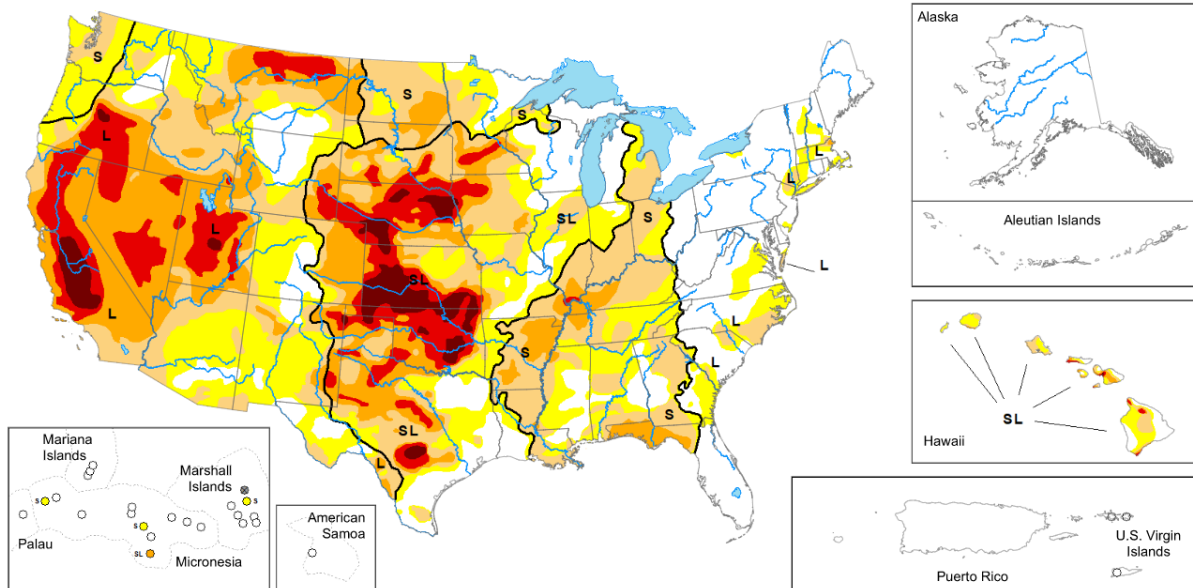 S
S
S
L
L
L
L
SL
S
L
SL
L
L
S
L
S
SL
L
Alaska
Aleutian Islands
SL
Hawaii
Mariana
Islands
Marshall
Islands
S
S
S
SL
Palau
Micronesia
American
Samoa
U.S. Virgin
Islands
Puerto Rico